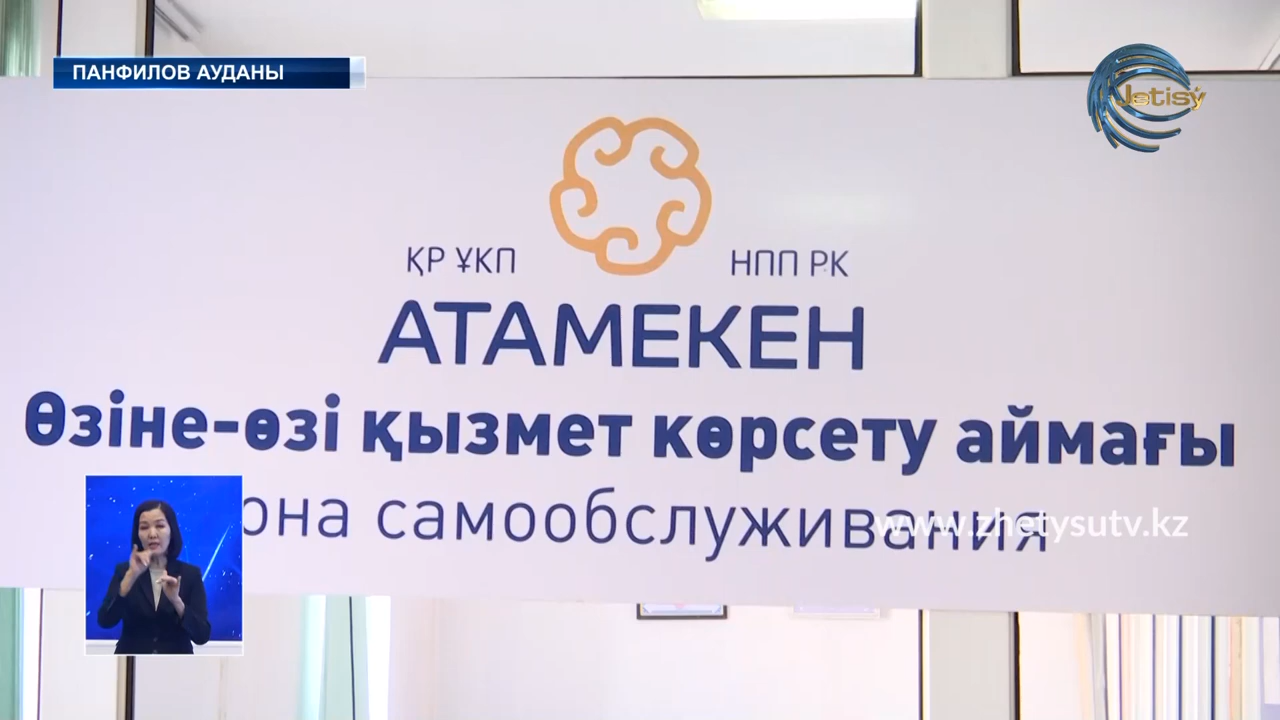 ПАНФИЛОВ АУДАНЫ
Jetisý
ҚР ҰКП
НПП РК
АТАМЕКЕН
Өзіне-өзі қызмет көрсету аймағы
она самообслуживания
www.zhetysutv.kz